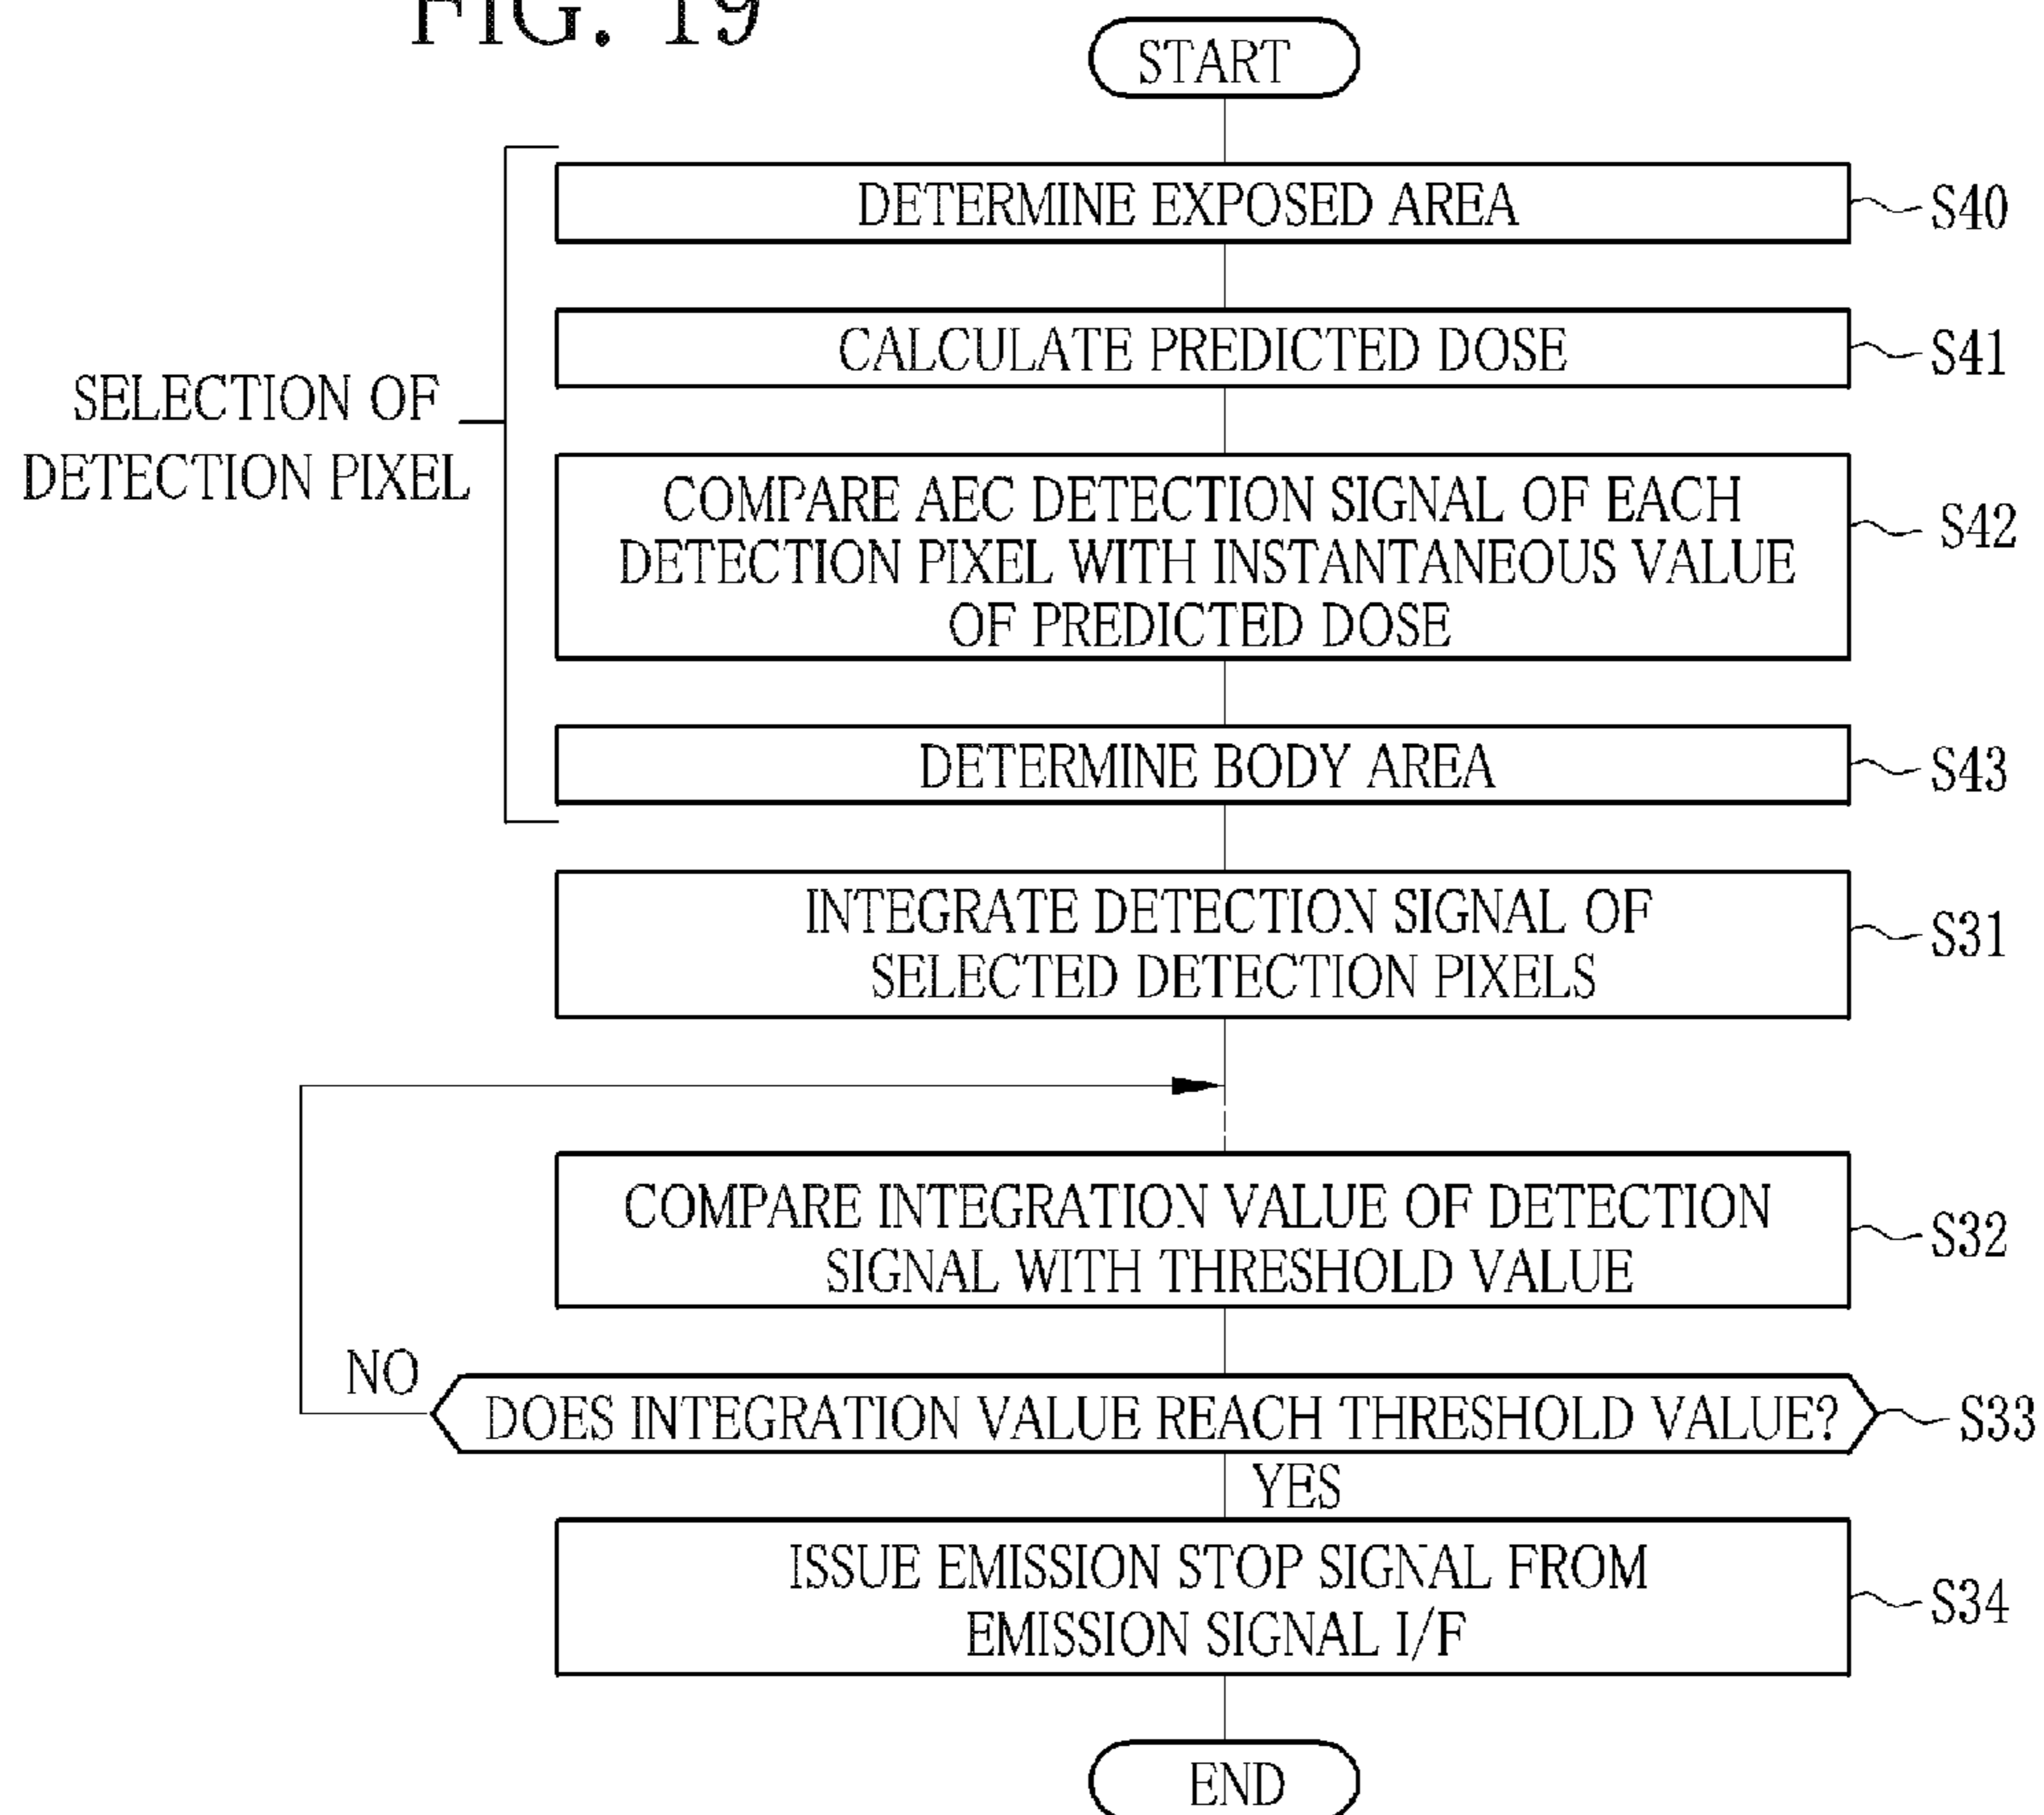 FIG. 19
START
DETERMINE EXPOSED AREA
S40
CALCULATE PREDICTED DOSE
S41
SELECTION OF
DETECTION PIXEL
COMPARE AEC DETECTION SIGNAL OF EACH
DETECTION PIXEL WITH INSTANTANEOUS VALUE
OF PREDICTED DOSE
S42
DETERMINE BODY AREA
S43
INTEGRATE DETECTION SIGNAL OF
SELECTED DETECTION PIXELS
S31
COMPARE INTEGRATION VALUE OF DETECTION
SIGNAL WITH THRESHOLD VALUE
S32
NO
DOES INTEGRATION VALUE REACH THRESHOLD VALUE?
S33
YES
ISSUE EMISSION STOP SIGNAL FROM
EMISSION SIGNAL I/F
S34
END